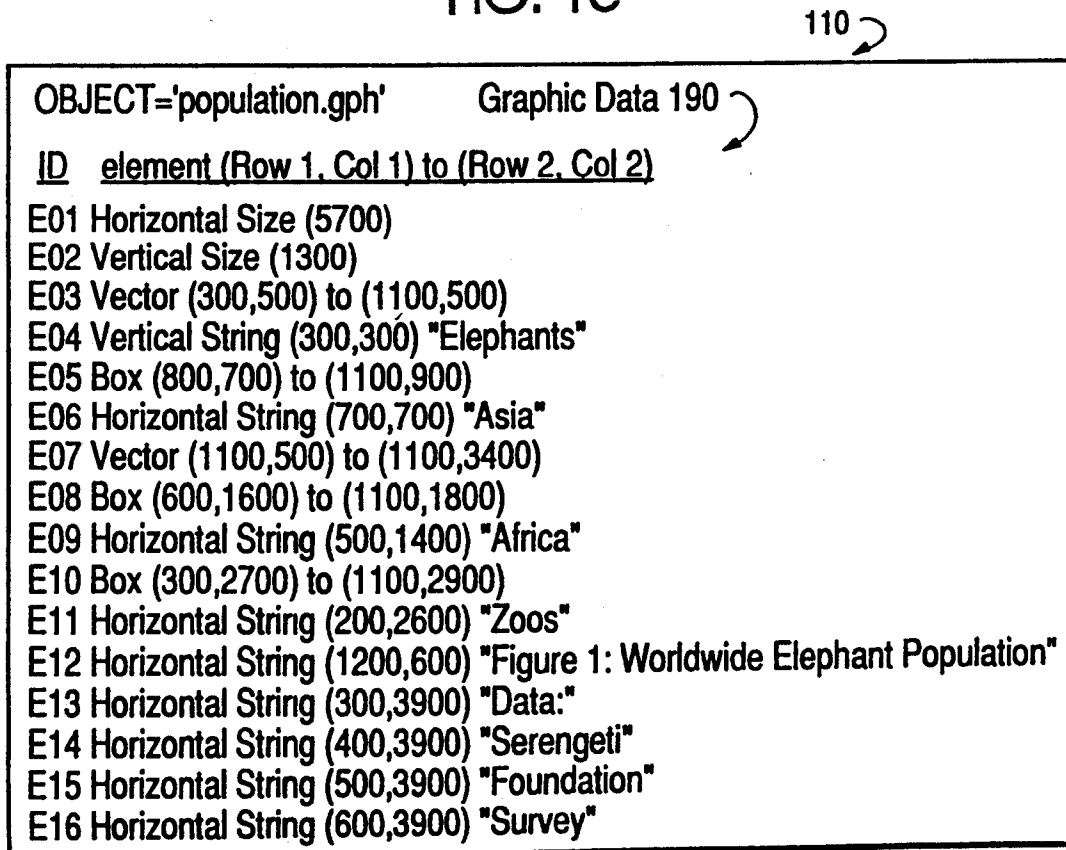 FIG. 1C
110
OBJECT='population.gph' Graphic Data 190
ID element (Row 1, Col 1) to (Row 2, Col 2)
E01 Horizontal Size (5700)
E02 Vertical Size (1300)
E03 Vector (300,500) to (1100,500)
E04 Vertical String (300,300) "Elephants"
E05 Box (800,700) to (1100,900)
E06 Horizontal String (700,700) "Asia"
E07 Vector (1100,500) to (1100,3400)
E08 Box (600,1600) to (1100,1800)
E09 Horizontal String (500,1400) "Africa"
E10 Box (300,2700) to (1100,2900)
E11 Horizontal String (200,2600) "Zoos"
E12 Horizontal String (1200,600) "Figure 1: Worldwide Elephant Population"
E13 Horizontal String (300,3900) "Data:"
E14 Horizontal String (400,3900) "Serengeti"
E15 Horizontal String (500,3900) "Foundation"
E16 Horizontal String (600,3900) "Survey"